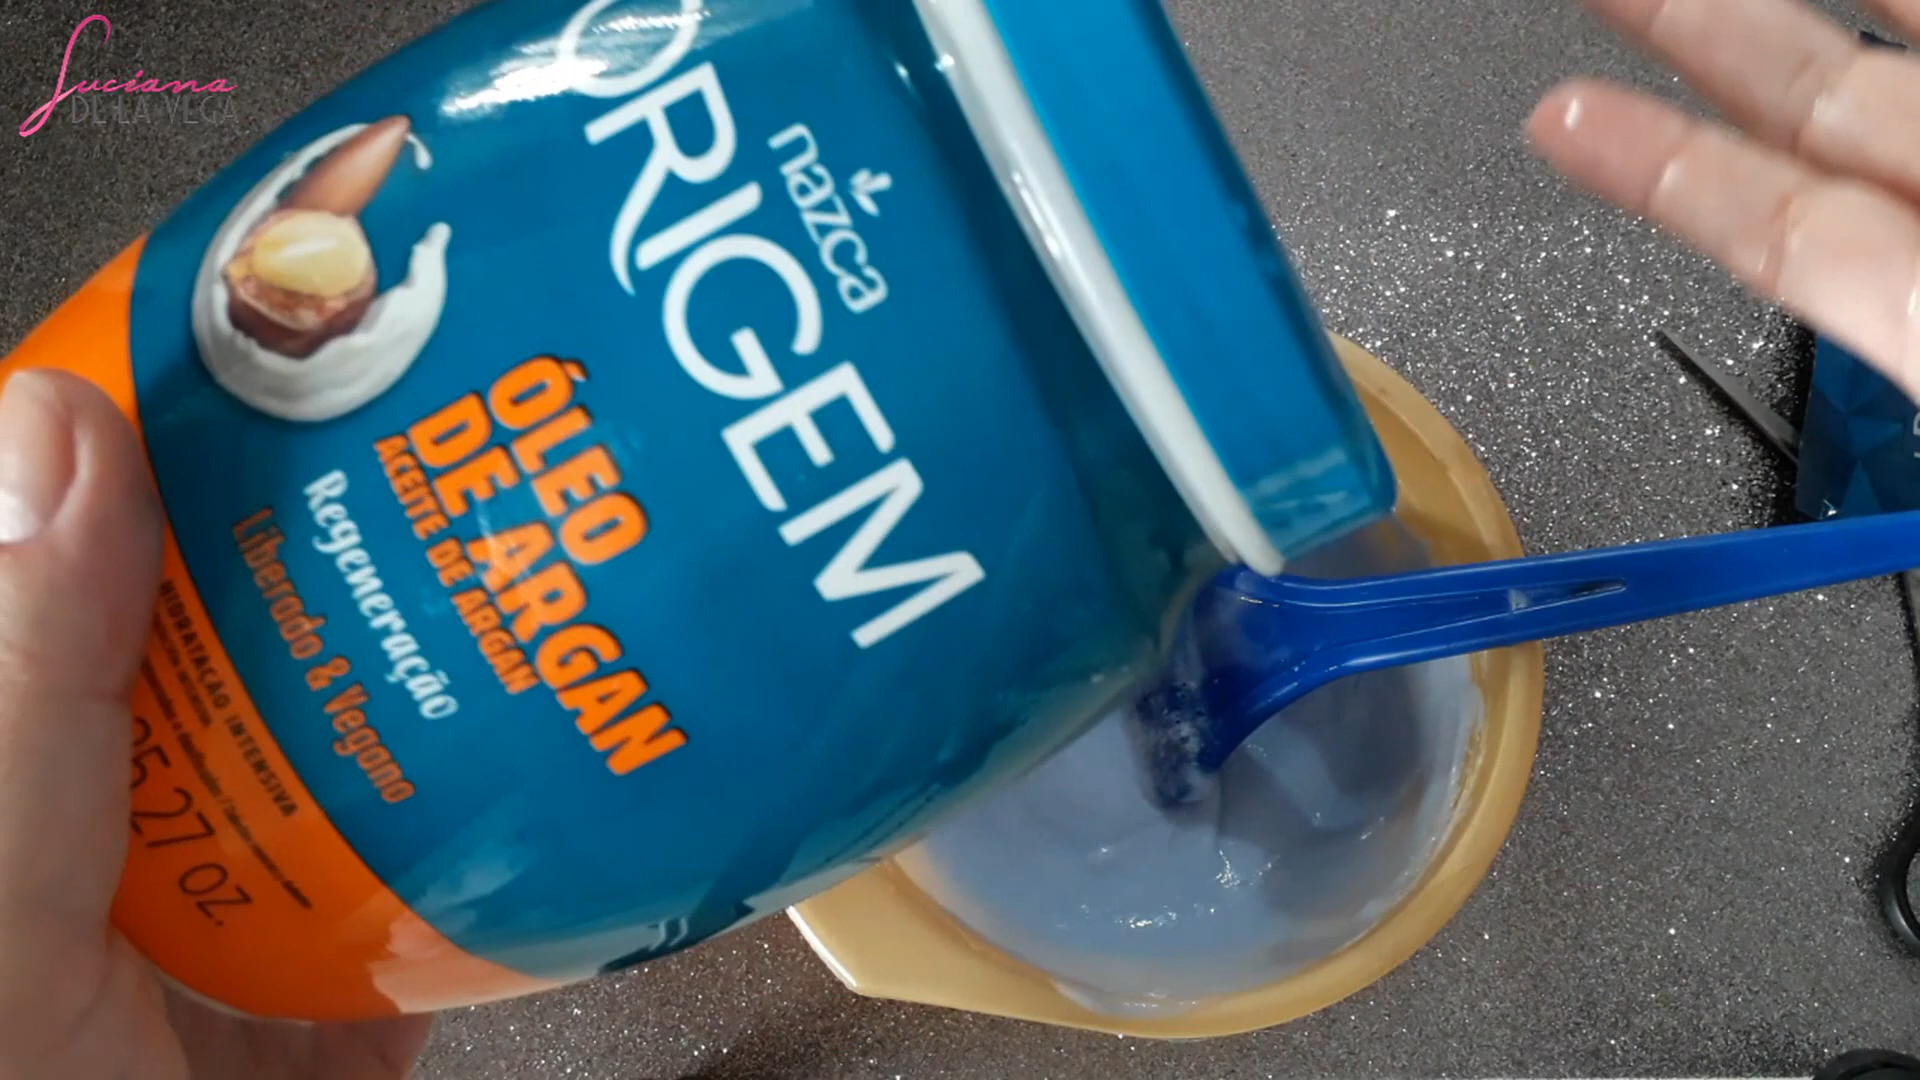 Luciana
DE LA VEGA
nazca
ORIGEM
ÓLEO
DE ARGAN
ACEITE DE ARGAN
Regeneração
Liberado & Vegano
HIDRATAÇÃO INTENSIVA
27 OZ.